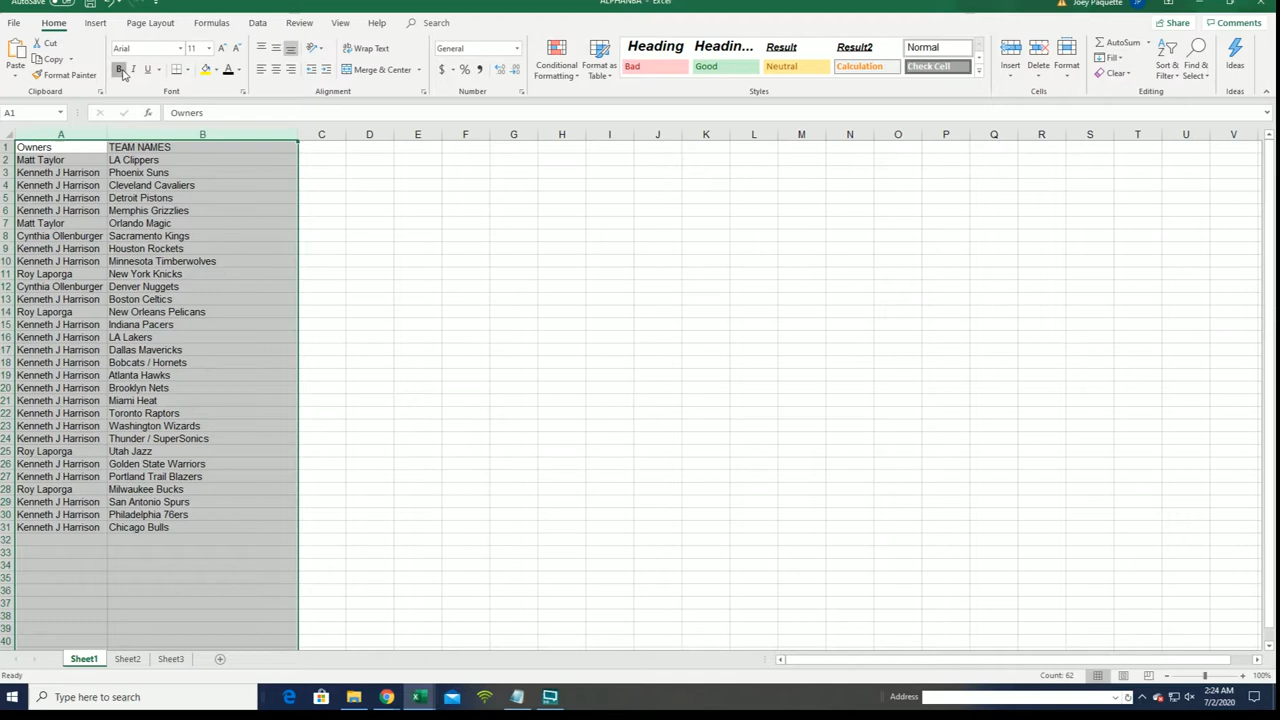 AutoSave Off
ALPHANBA - Excel
Joey Paquette JP
File Home Insert Page Layout Formulas Data Review View Help Search Share Comments
Cut
Copy
Format Painter
Paste
Clipboard
Arial 11
B I U
Font
Wrap Text
Merge & Center
Alignment
General
$ % ,
Number
Conditional Formatting
Format as Table
Heading Headin... Result Result2 Normal
Bad Good Neutral Calculation Check Cell
Styles
Insert Delete Format
Cells
AutoSum
Fill
Clear
Sort & Filter
Find & Select
Editing
Ideas
Ideas
A1 fx Owners
A B C D E F G H I J K L M N O P Q R S T U V
1 Owners TEAM NAMES
2 Matt Taylor LA Clippers
3 Kenneth J Harrison Phoenix Suns
4 Kenneth J Harrison Cleveland Cavaliers
5 Kenneth J Harrison Detroit Pistons
6 Kenneth J Harrison Memphis Grizzlies
7 Matt Taylor Orlando Magic
8 Cynthia Ollenburger Sacramento Kings
9 Kenneth J Harrison Houston Rockets
10 Kenneth J Harrison Minnesota Timberwolves
11 Roy Laporga New York Knicks
12 Cynthia Ollenburger Denver Nuggets
13 Kenneth J Harrison Boston Celtics
14 Roy Laporga New Orleans Pelicans
15 Kenneth J Harrison Indiana Pacers
16 Kenneth J Harrison LA Lakers
17 Kenneth J Harrison Dallas Mavericks
18 Kenneth J Harrison Bobcats / Hornets
19 Kenneth J Harrison Atlanta Hawks
20 Kenneth J Harrison Brooklyn Nets
21 Kenneth J Harrison Miami Heat
22 Kenneth J Harrison Toronto Raptors
23 Kenneth J Harrison Washington Wizards
24 Kenneth J Harrison Thunder / SuperSonics
25 Roy Laporga Utah Jazz
26 Kenneth J Harrison Golden State Warriors
27 Kenneth J Harrison Portland Trail Blazers
28 Roy Laporga Milwaukee Bucks
29 Kenneth J Harrison San Antonio Spurs
30 Kenneth J Harrison Philadelphia 76ers
31 Kenneth J Harrison Chicago Bulls
32
33
34
35
36
37
38
39
40
Sheet1 Sheet2 Sheet3
Ready Count: 62 100%
Type here to search Address 2:24 AM
7/2/2020